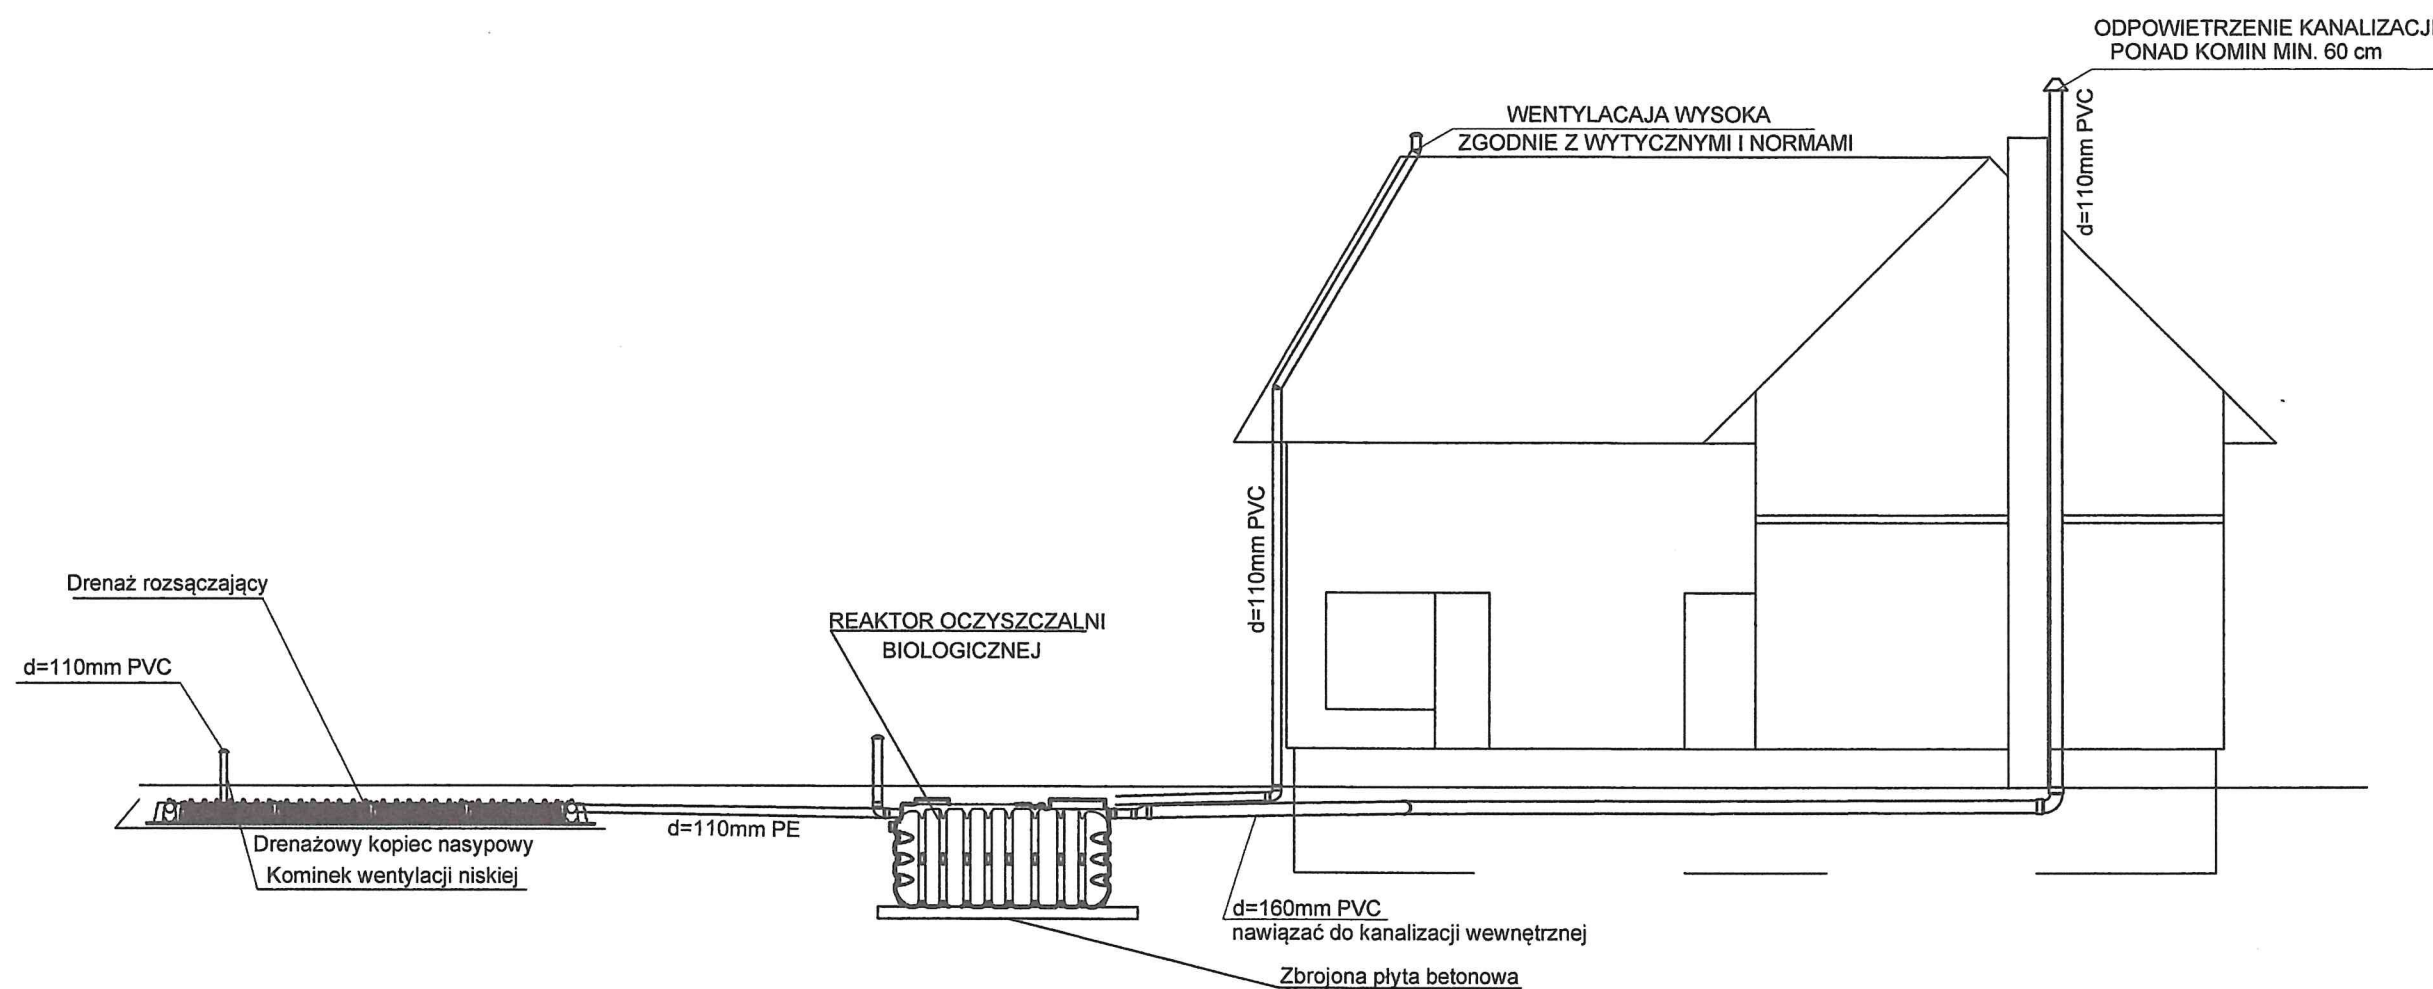 ODPOWIETRZENIE KANALIZACJI
PONAD KOMIN MIN. 60 cm
d=110mm PVC
WENTYLACAJA WYSOKA
ZGODNIE Z WYTYCZNYMI I NORMAMI
d=110mm PVC
Drenaż rozsączający
d=110mm PVC
REAKTOR OCZYSZCZALNI
BIOLOGICZNEJ
d=110mm PE
Drenażowy kopiec nasypowy
Kominek wentylacji niskiej
d=160mm PVC
nawiązać do kanalizacji wewnętrznej
Zbrojona płyta betonowa